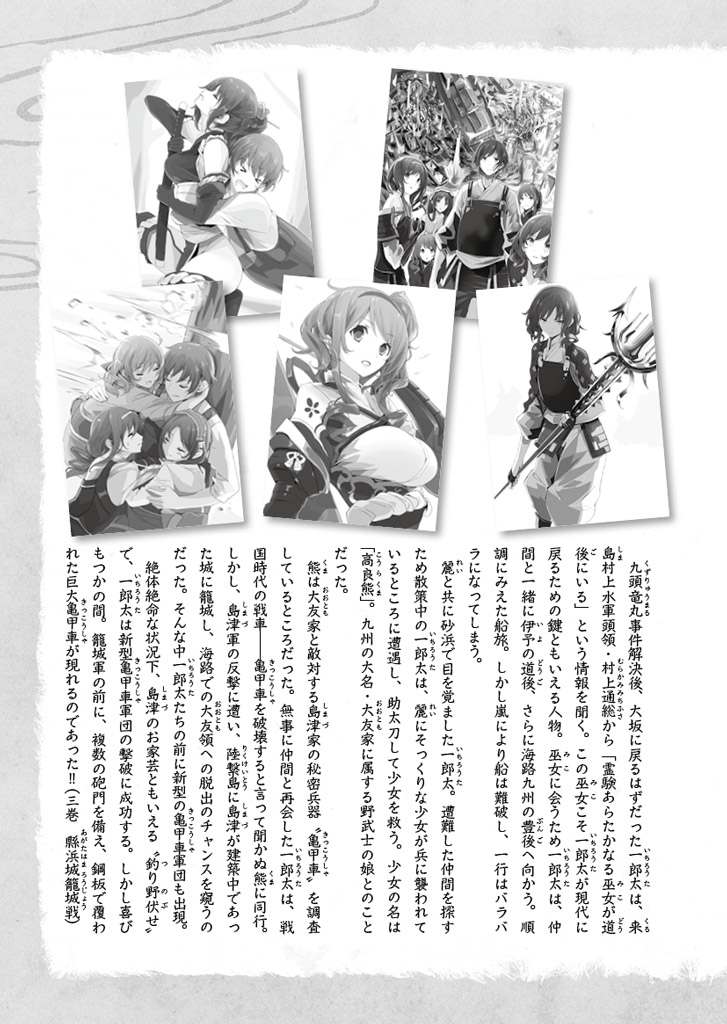 九頭竜丸事件解決後、大坂に戻るはずだった一郎太は、来
島村上水軍頭領・村上通総から「霊験あらたかなる巫女が道
後にいる」という情報を聞く。この巫女こそ一郎太が現代に
戻るための鍵ともいえる人物。巫女に会うため一郎太は、仲
間と一緒に伊予の道後、さらに海路九州の豊後へ向かう。順
調にみえた船旅。しかし嵐により船は難破し、一行はバラバ
ラになってしまう。
麗と共に砂浜で目を覚ました一郎太。遭難した仲間を探す
ため散策中の一郎太は、麗にそっくりな少女が兵に襲われて
いるところに遭遇し、助太刀して少女を救う。少女の名は
「高良熊」。九州の大名・大友家に属する野武士の娘とのこと
だった。
熊は大友家と敵対する島津家の秘密兵器〝亀甲車〟を調査
しているところだった。無事に仲間と再会した一郎太は、戦
国時代の戦車――亀甲車を破壊すると言って聞かぬ熊に同行。
しかし、島津軍の反撃に遭い、陸繋島に島津が建築中であっ
た城に籠城し、海路での大友領への脱出のチャンスを窺うの
だった。そんな中一郎太たちの前に新型の亀甲車軍団も出現。
絶体絶命な状況下、島津のお家芸ともいえる〝釣り野伏せ〟
で、一郎太は新型亀甲車軍団の撃破に成功する。しかし喜び
もつかの間。籠城軍の前に、複数の砲門を備え、鋼板で覆わ
れた巨大亀甲車が現れるのであった!!(三巻　縣浜城籠城戦)